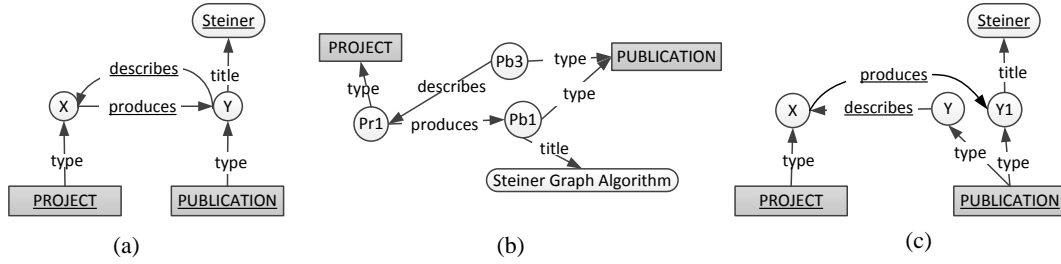 Steiner
describes
title
X
produces
Y
type
type
PROJECT
PUBLICATION
(a)
PROJECT
Pb3
type
PUBLICATION
type
describes
type
Pr1
produces
Pb1
title
Steiner Graph Algorithm
(b)
Steiner
produces
title
X
describes
Y
Y1
type
type
type
PROJECT
PUBLICATION
(c)